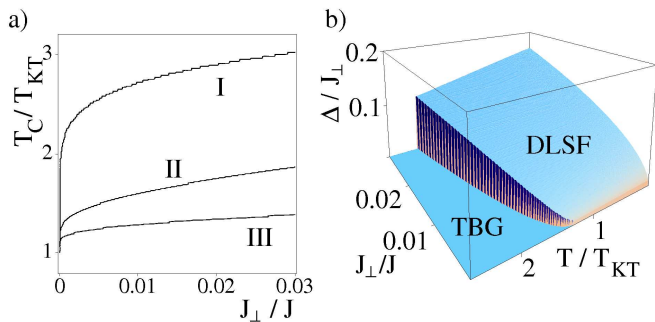 a)
T_C / T_KT
3
2
1
I
II
III
0
0.01
0.02
0.03
J_⊥ / J
b)
Δ / J_⊥
0.2
0.1
DLSF
TBG
0.02
0.01
J_⊥/J
2
1
T / T_KT